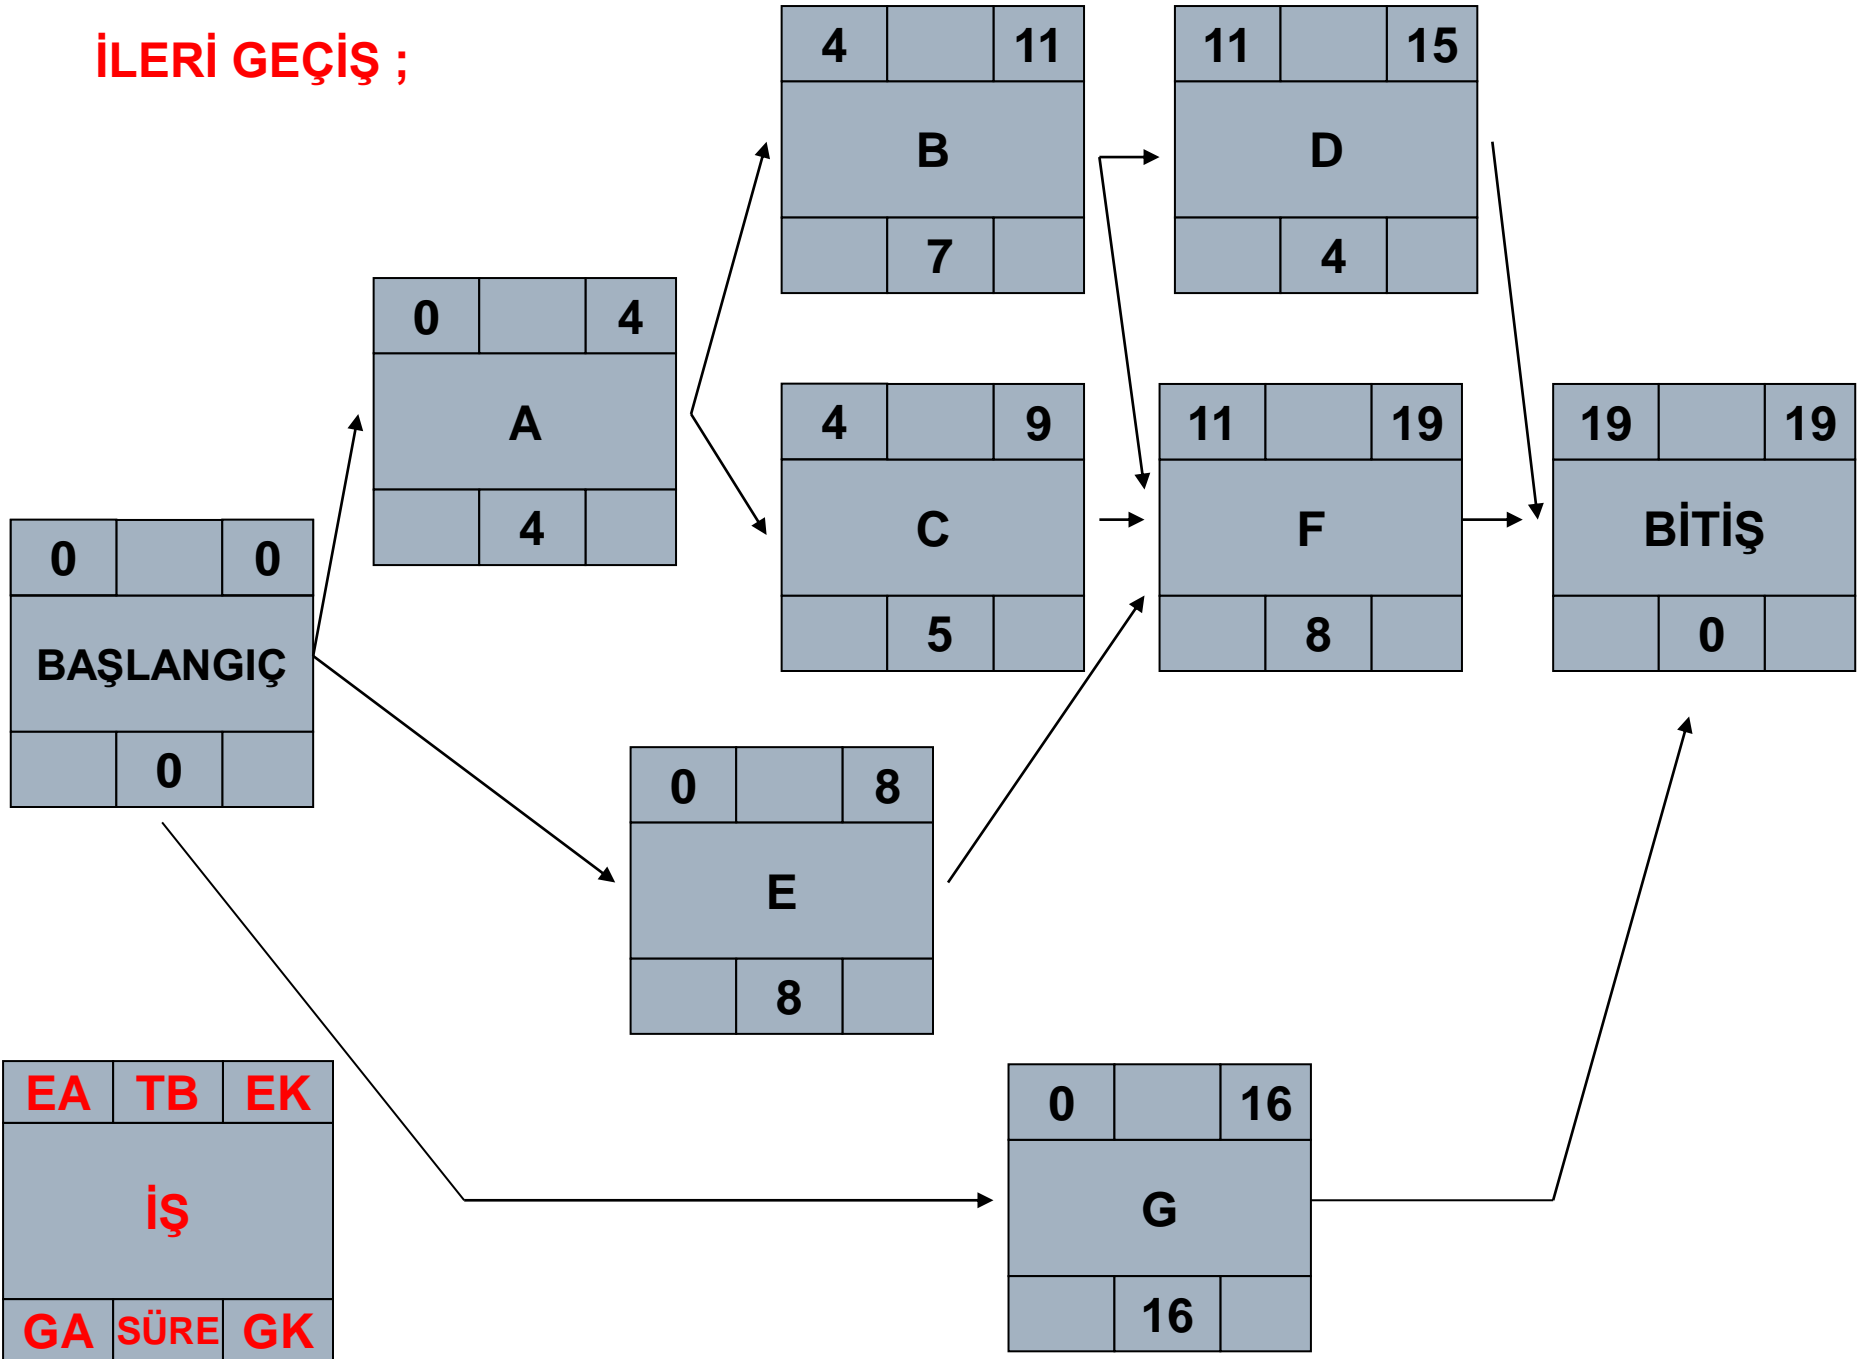 İLERİ GEÇİŞ ;
4 11
B
7
11 15
D
4
0 4
A
4
4 9
C
5
11 19
F
8
19 19
BİTİŞ
0
0 0
BAŞLANGIÇ
0
0 8
E
8
EA TB EK
İŞ
GA SÜRE GK
0 16
G
16